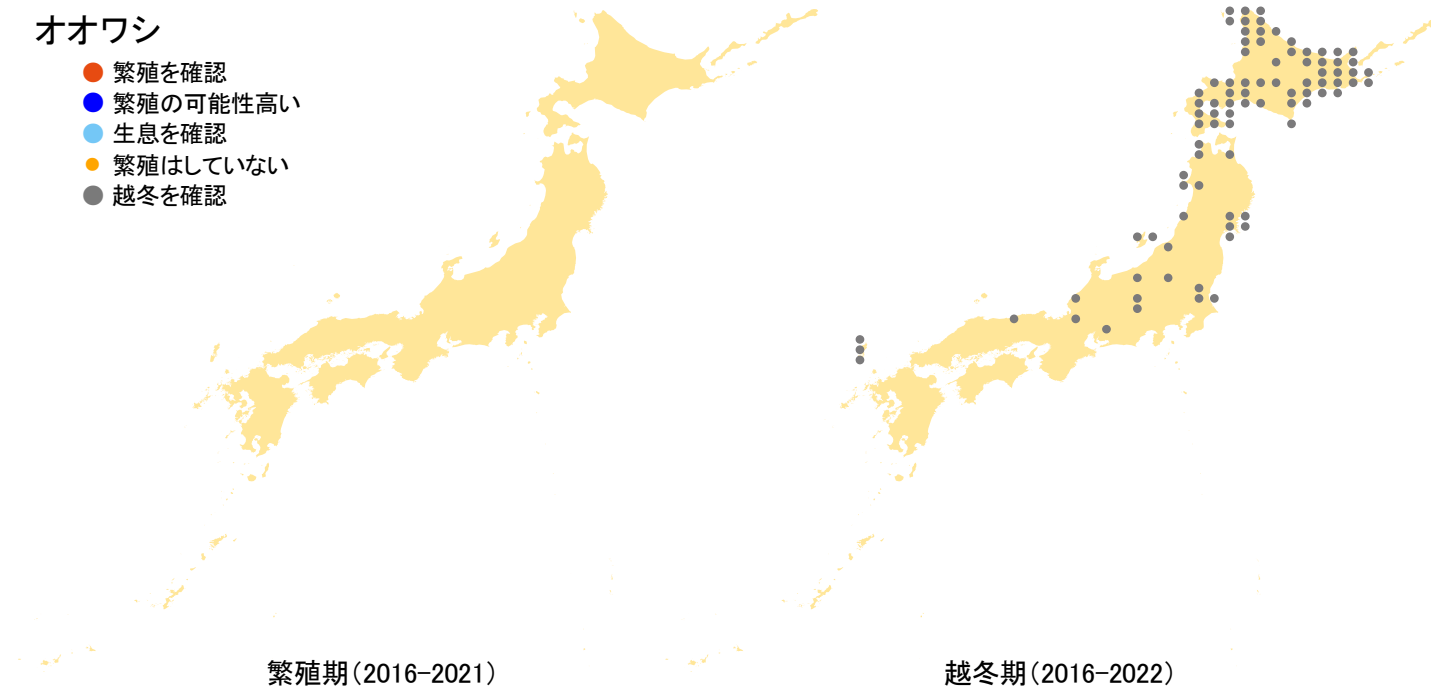 オオワシ
繁殖を確認
繁殖の可能性高い
生息を確認
繁殖はしていない
越冬を確認
繁殖期(2016-2021)
越冬期(2016-2022)